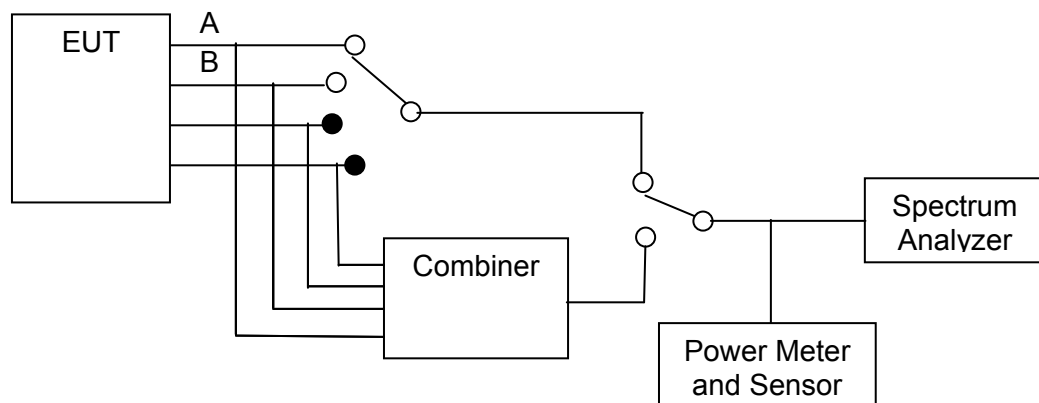 EUT
A
B
Combiner
Spectrum
Analyzer
Power Meter
and Sensor